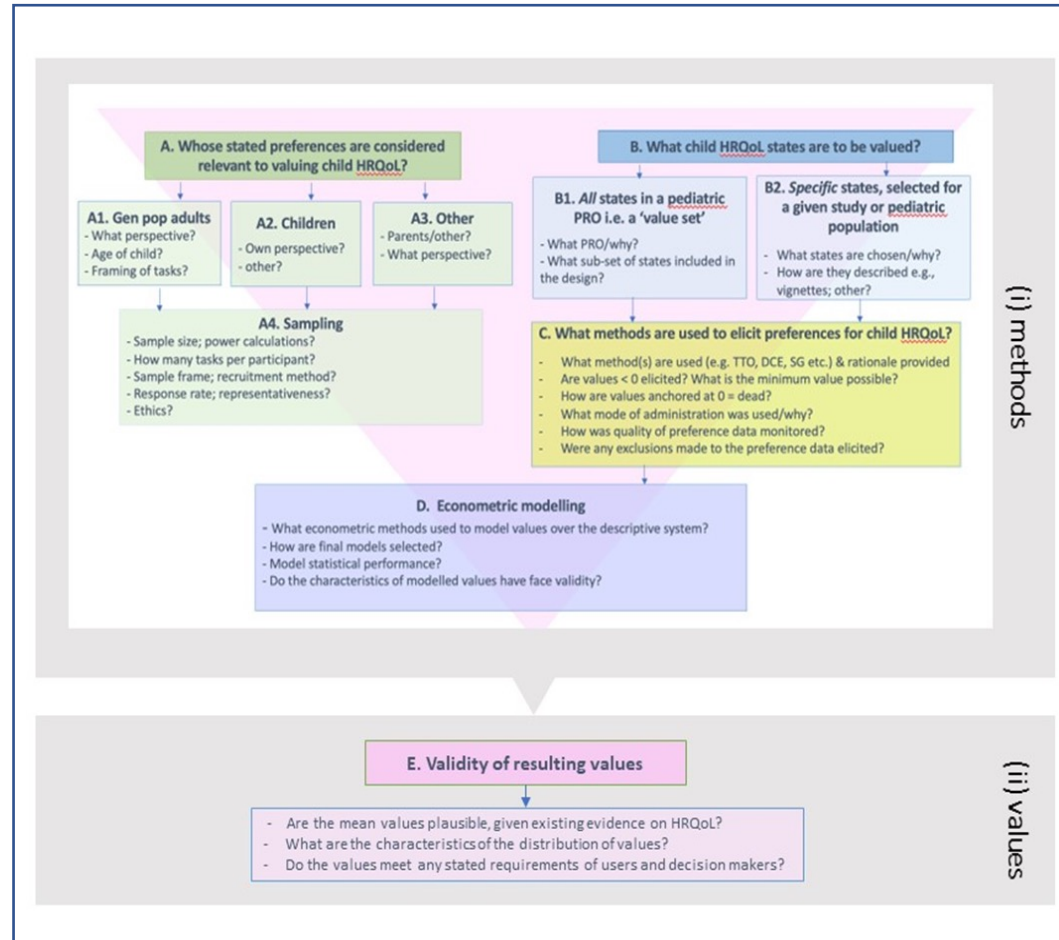 A. Whose stated preferences are considered
relevant to valuing child HRQoL?
A1. Gen pop adults
- What perspective?
- Age of child?
- Framing of tasks?
A2. Children
- Own perspective?
- other?
A3. Other
- Parents/other?
- What perspective?
A4. Sampling
- Sample size; power calculations?
- How many tasks per participant?
- Sample frame; recruitment method?
- Response rate; representativeness?
- Ethics?
B. What child HRQoL states are to be valued?
B1. All states in a pediatric
PRO i.e. a ‘value set’
- What PRO/why?
- What sub-set of states included in
the design?
B2. Specific states, selected for
a given study or pediatric
population
- What states are chosen/why?
- How are they described e.g.,
vignettes; other?
C. What methods are used to elicit preferences for child HRQoL?
- What method(s) are used (e.g. TTO, DCE, SG etc.) & rationale provided
- Are values < 0 elicited? What is the minimum value possible?
- How are values anchored at 0 = dead?
- What mode of administration was used/why?
- How was quality of preference data monitored?
- Were any exclusions made to the preference data elicited?
D. Econometric modelling
- What econometric methods used to model values over the descriptive system?
- How are final models selected?
- Model statistical performance?
- Do the characteristics of modelled values have face validity?
(i) methods
E. Validity of resulting values
- Are the mean values plausible, given existing evidence on HRQoL?
- What are the characteristics of the distribution of values?
- Do the values meet any stated requirements of users and decision makers?
(ii) values